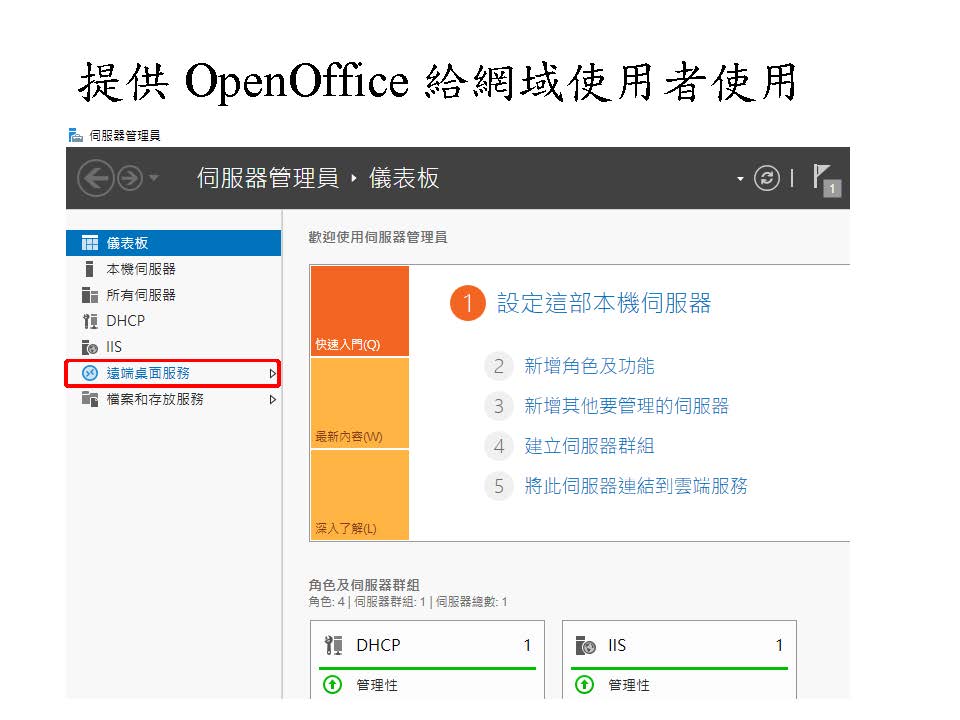 提供 OpenOffice 給網域使用者使用
伺服器管理員
伺服器管理員 ‣ 儀表板
1
儀表板
本機伺服器
所有伺服器
DHCP
IIS
遠端桌面服務
檔案和存放服務
歡迎使用伺服器管理員
快速入門(Q)
最新內容(W)
深入了解(L)
1 設定這部本機伺服器
2 新增角色及功能
3 新增其他要管理的伺服器
4 建立伺服器群組
5 將此伺服器連結到雲端服務
角色及伺服器群組
角色: 4 | 伺服器群組: 1 | 伺服器總數: 1
DHCP 1
管理性
IIS 1
管理性